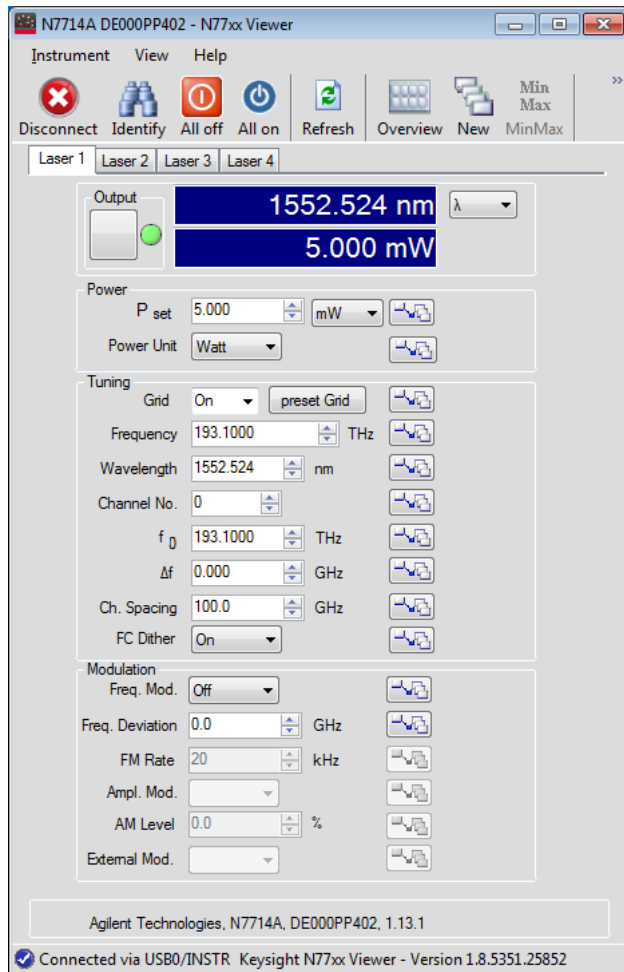 N7714A DE000PP402 - N77xx Viewer
Instrument View Help
Disconnect Identify All off All on Refresh Overview New Min Max MinMax »
Laser 1 Laser 2 Laser 3 Laser 4
Output
1552.524 nm λ
5.000 mW
Power
P set 5.000 mW
Power Unit Watt
Tuning
Grid On preset Grid
Frequency 193.1000 THz
Wavelength 1552.524 nm
Channel No. 0
f 0 193.1000 THz
Δf 0.000 GHz
Ch. Spacing 100.0 GHz
FC Dither On
Modulation
Freq. Mod. Off
Freq. Deviation 0.0 GHz
FM Rate 20 kHz
Ampl. Mod.
AM Level 0.0 %
External Mod.
Agilent Technologies, N7714A, DE000PP402, 1.13.1
Connected via USB0/INSTR Keysight N77xx Viewer - Version 1.8.5351.25852